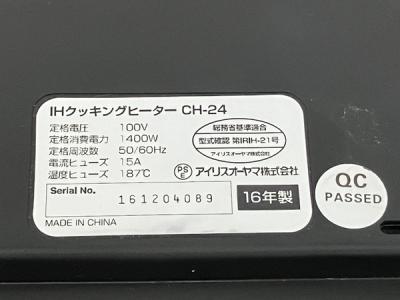 IHクッキングヒーター CH-24
定格電圧 100V
定格消費電力 1400W
定格周波数 50/60Hz
電流ヒューズ 15A
温度ヒューズ 187℃
総務省基準適合
型式確認 第IRIH-21号
アイリスオーヤマ株式会社
PS E アイリスオーヤマ株式会社
Serial No. 161204089
16年製
MADE IN CHINA
QC
PASSED